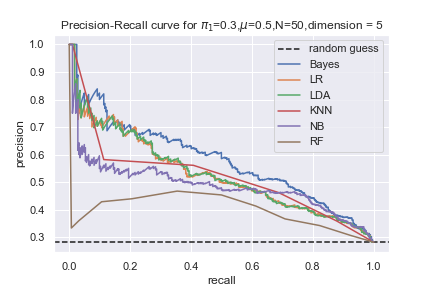 Precision-Recall curve for π₁=0.3,μ=0.5,N=50,dimension = 5
1.0
0.9
0.8
0.7
0.6
0.5
0.4
0.3
precision
random guess
Bayes
LR
LDA
KNN
NB
RF
0.0 0.2 0.4 0.6 0.8 1.0
recall